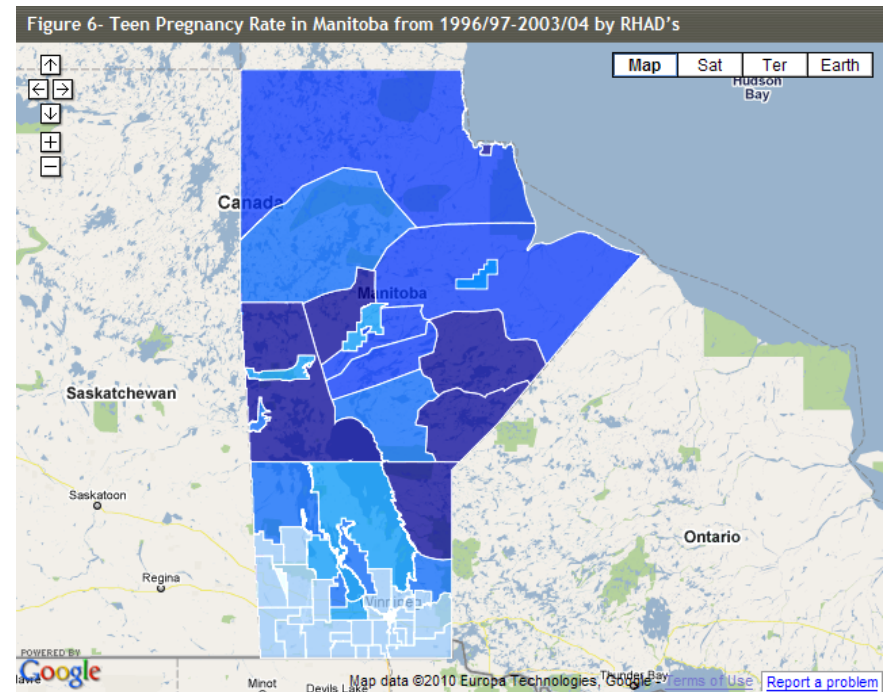 Figure 6- Teen Pregnancy Rate in Manitoba from 1996/97-2003/04 by RHAD's
Map Sat Ter Earth
Hudson
Bay
Canada
Manitoba
Saskatchewan
Saskatoon
Ontario
Regina
Winnipeg
POWERED BY
Google
Minot
Devils Lake
Thunder Bay
Map data ©2010 Europa Technologies, Google - Terms of Use
Report a problem